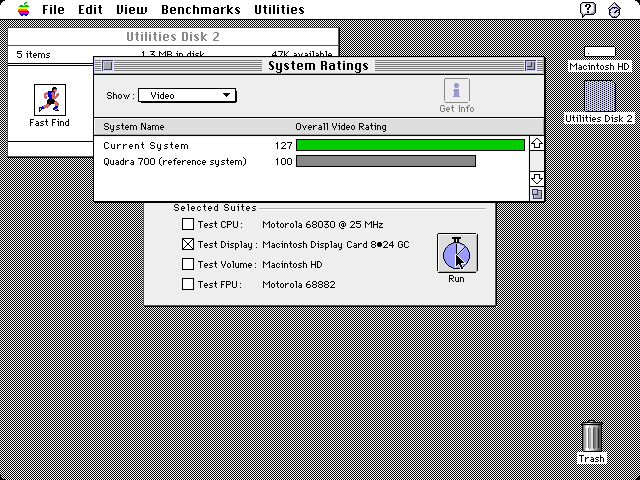 File Edit View Benchmarks Utilities
Utilities Disk 2
5 items 1.3 MB in disk 47K available
System Ratings
Macintosh HD
Show: Video
Get Info
Fast Find
Utilities Disk 2
System Name Overall Video Rating
Current System 127
Quadra 700 (reference system) 100
Selected Suites
Test CPU: Motorola 68030 @ 25 MHz
Test Display: Macintosh Display Card 8●24 GC
Test Volume: Macintosh HD
Test FPU: Motorola 68882
Run
Trash